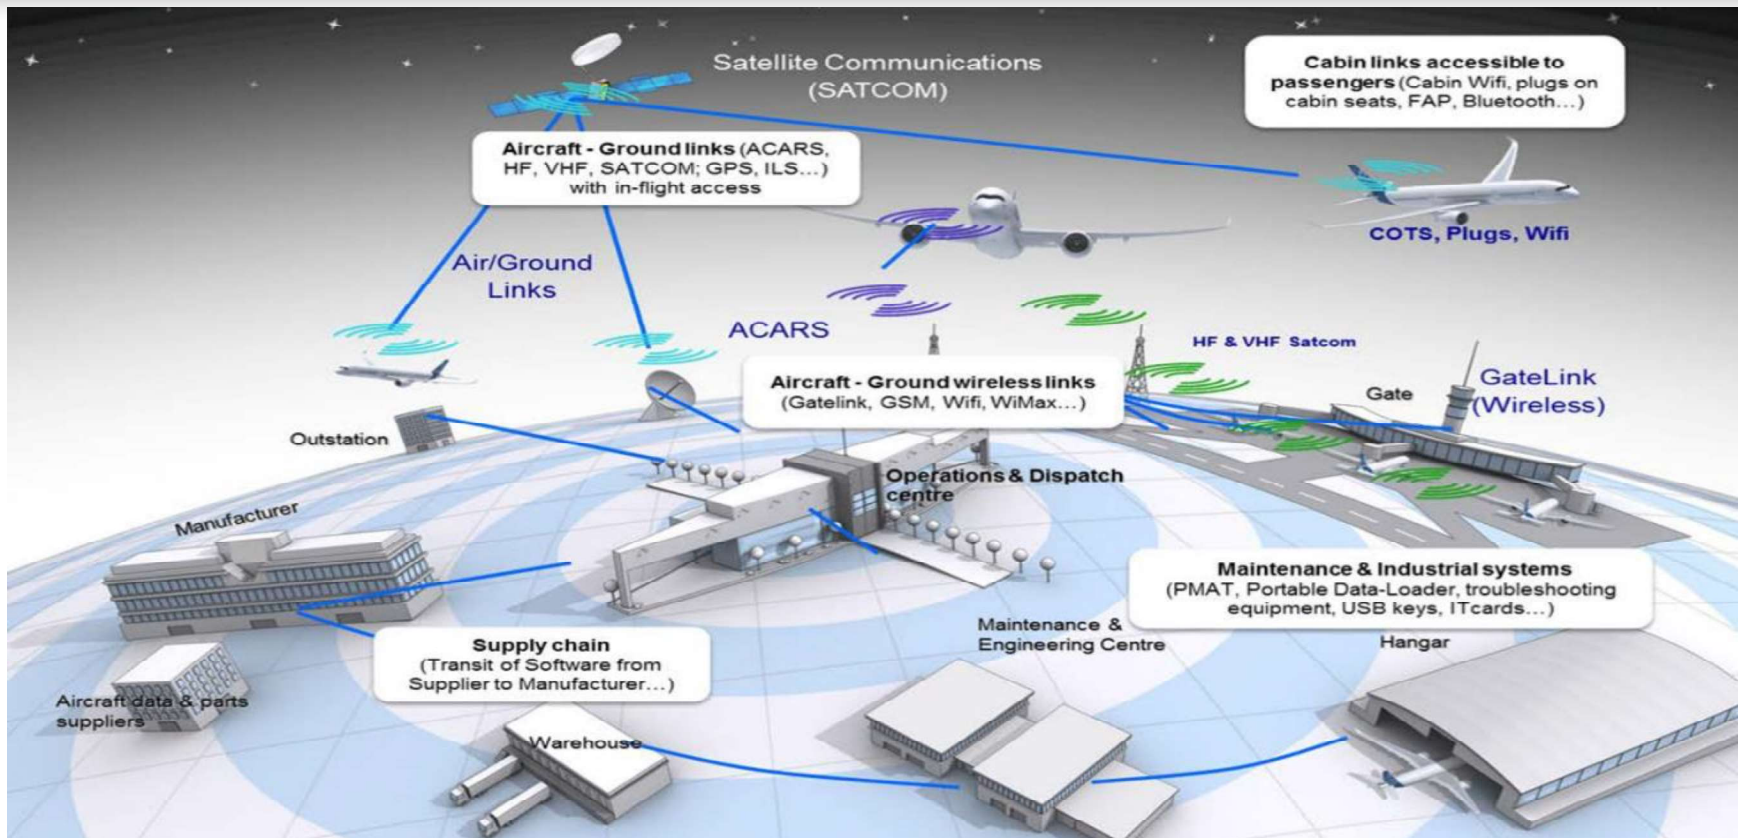 Satellite Communications
(SATCOM)
Cabin links accessible to
passengers (Cabin Wifi, plugs on
cabin seats, FAP, Bluetooth...)
Aircraft - Ground links (ACARS,
HF, VHF, SATCOM; GPS, ILS...)
with in-flight access
COTS, Plugs, Wifi
Air/Ground
Links
ACARS
HF & VHF Satcom
Aircraft - Ground wireless links
(Gatelink, GSM, Wifi, WiMax...)
Gate
GateLink
(Wireless)
Outstation
Operations & Dispatch
centre
Manufacturer
Maintenance & Industrial systems
(PMAT, Portable Data-Loader, troubleshooting
equipment, USB keys, ITcards...)
Supply chain
(Transit of Software from
Supplier to Manufacturer...)
Maintenance &
Engineering Centre
Hangar
Aircraft data & parts
suppliers
Warehouse